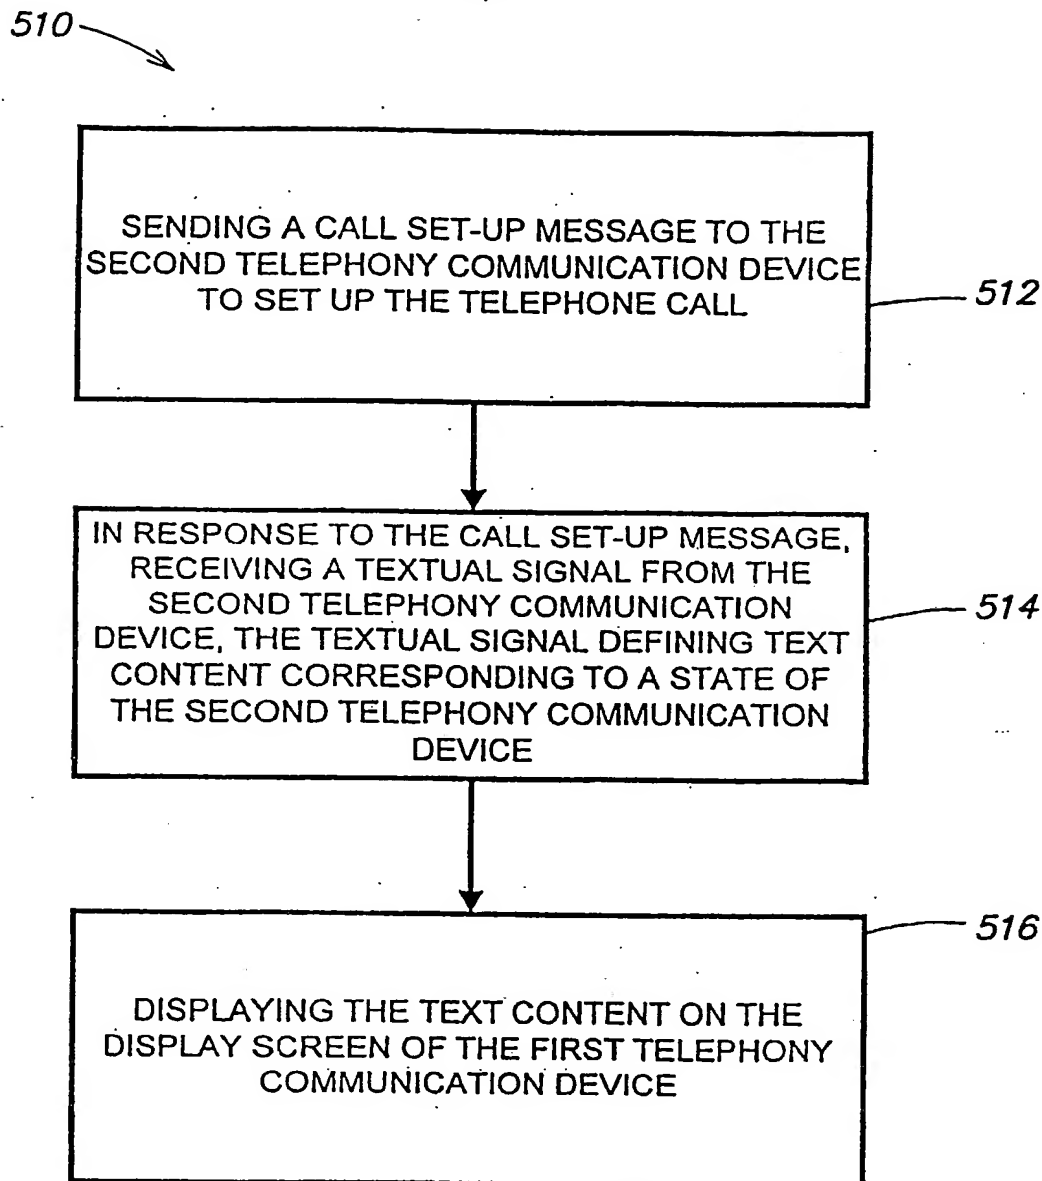 510
SENDING A CALL SET-UP MESSAGE TO THE
SECOND TELEPHONY COMMUNICATION DEVICE
TO SET UP THE TELEPHONE CALL
512
IN RESPONSE TO THE CALL SET-UP MESSAGE,
RECEIVING A TEXTUAL SIGNAL FROM THE
SECOND TELEPHONY COMMUNICATION
DEVICE, THE TEXTUAL SIGNAL DEFINING TEXT
CONTENT CORRESPONDING TO A STATE OF
THE SECOND TELEPHONY COMMUNICATION
DEVICE
514
516
DISPLAYING THE TEXT CONTENT ON THE
DISPLAY SCREEN OF THE FIRST TELEPHONY
COMMUNICATION DEVICE